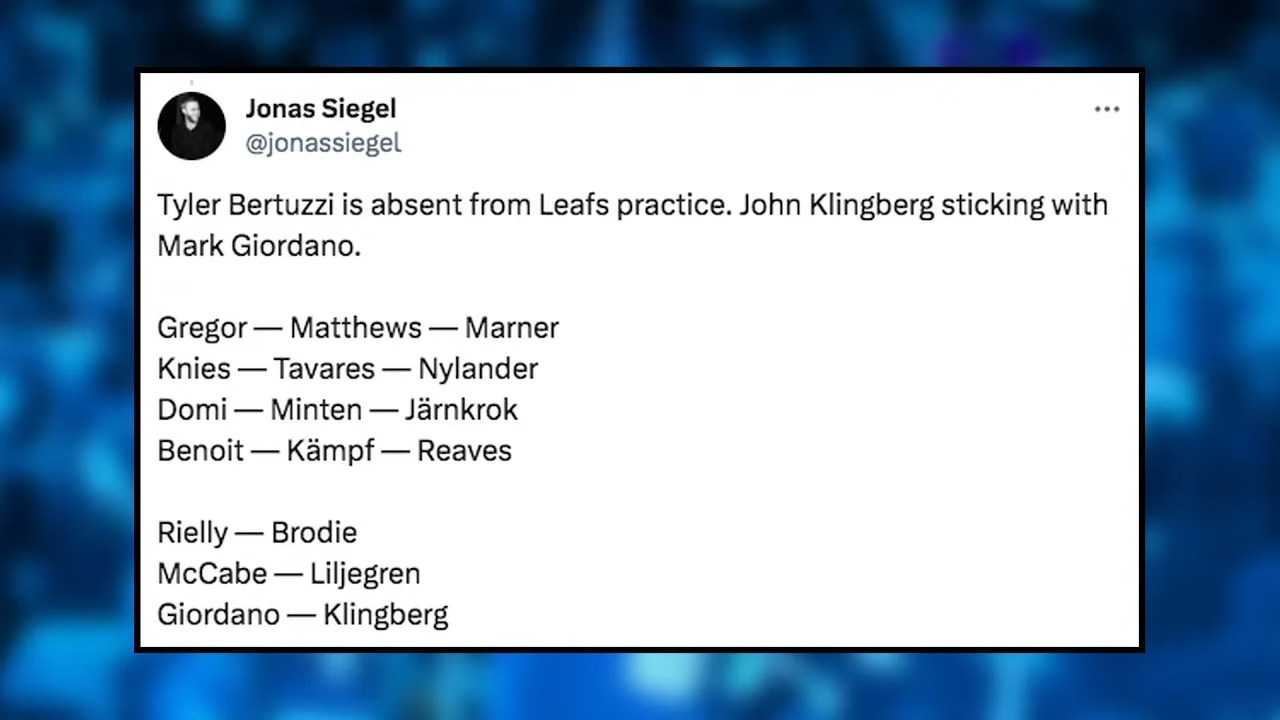 Jonas Siegel
@jonassiegel
Tyler Bertuzzi is absent from Leafs practice. John Klingberg sticking with
Mark Giordano.
Gregor — Matthews — Marner
Knies — Tavares — Nylander
Domi — Minten — Järnkrok
Benoit — Kämpf — Reaves
Rielly — Brodie
McCabe — Liljegren
Giordano — Klingberg